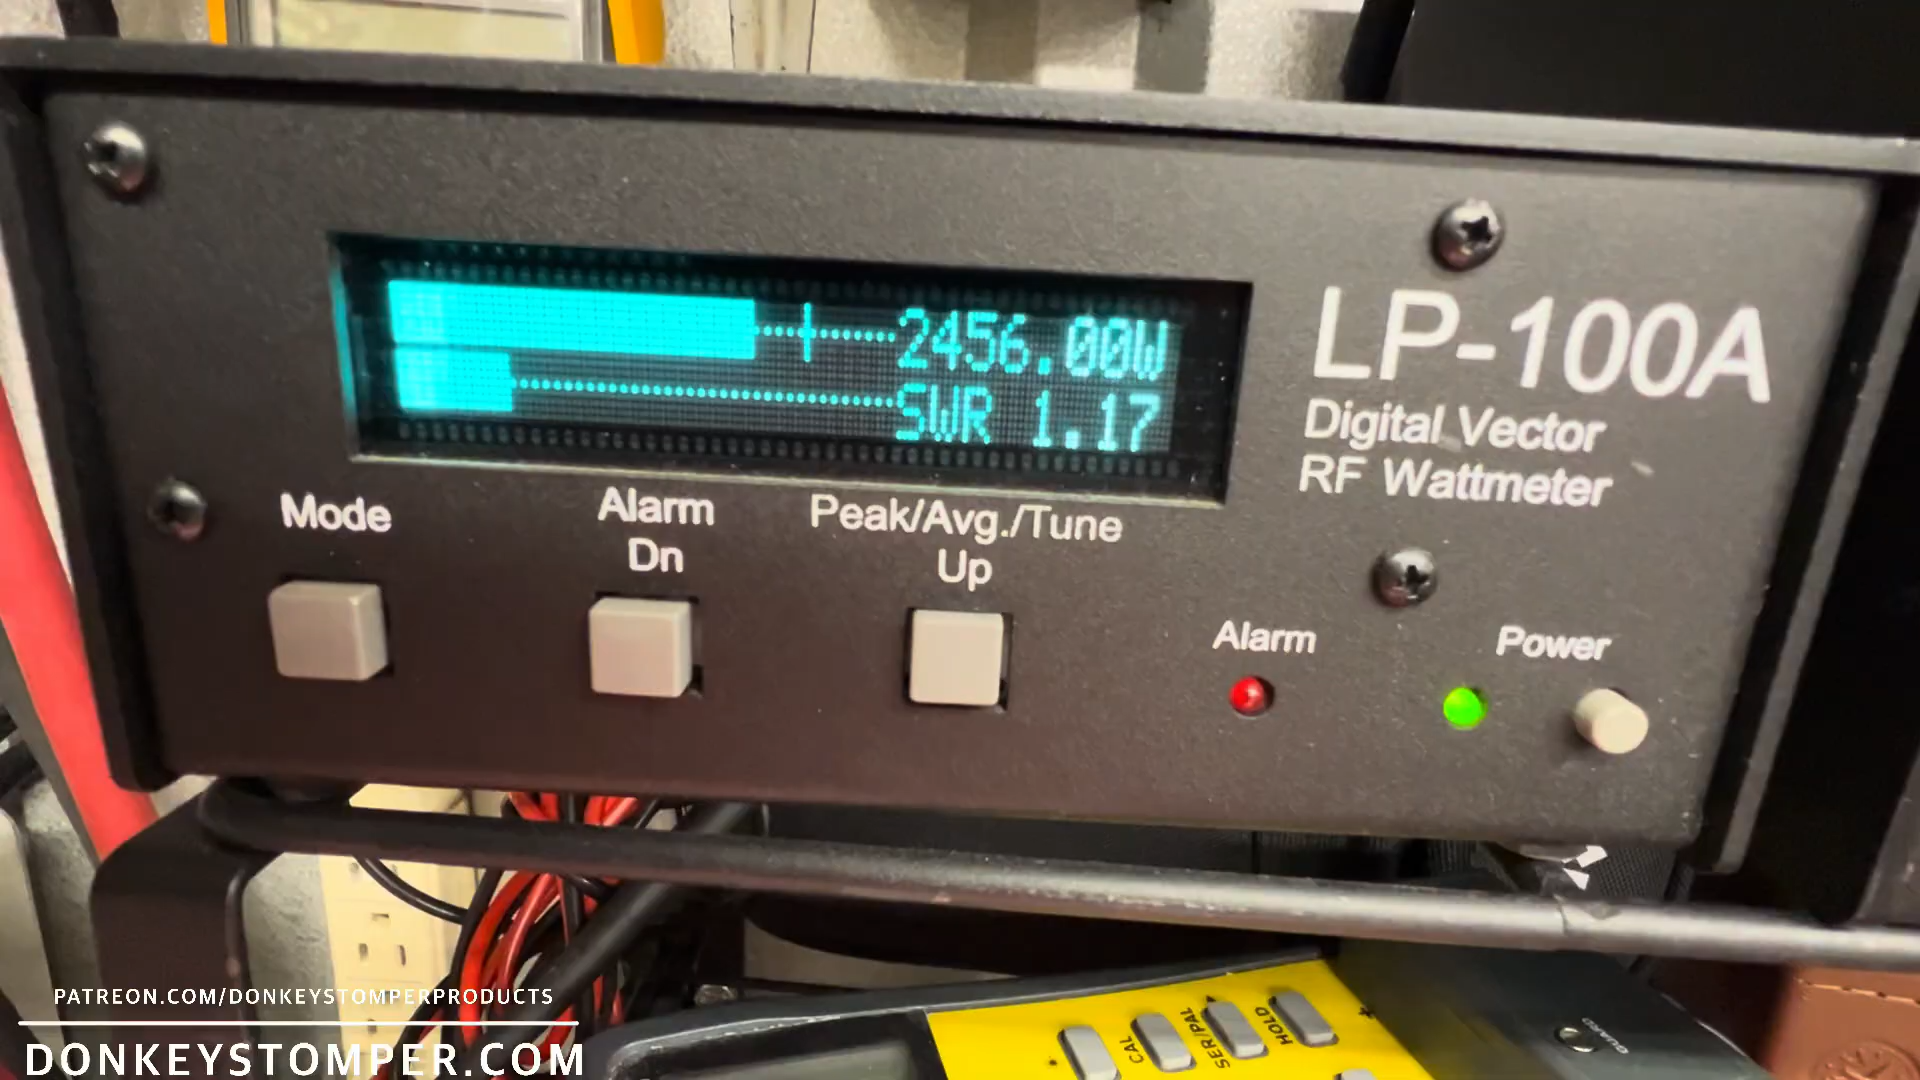 2456.00W
SWR 1.17
LP-100A
Digital Vector
RF Wattmeter
Mode
Alarm
Dn
Peak/Avg./Tune
Up
Alarm
Power
CAL
SER/PAL
HOLD
+
GUARD
PATREON.COM/DONKEYSTOMPERPRODUCTS
DONKEYSTOMPER.COM